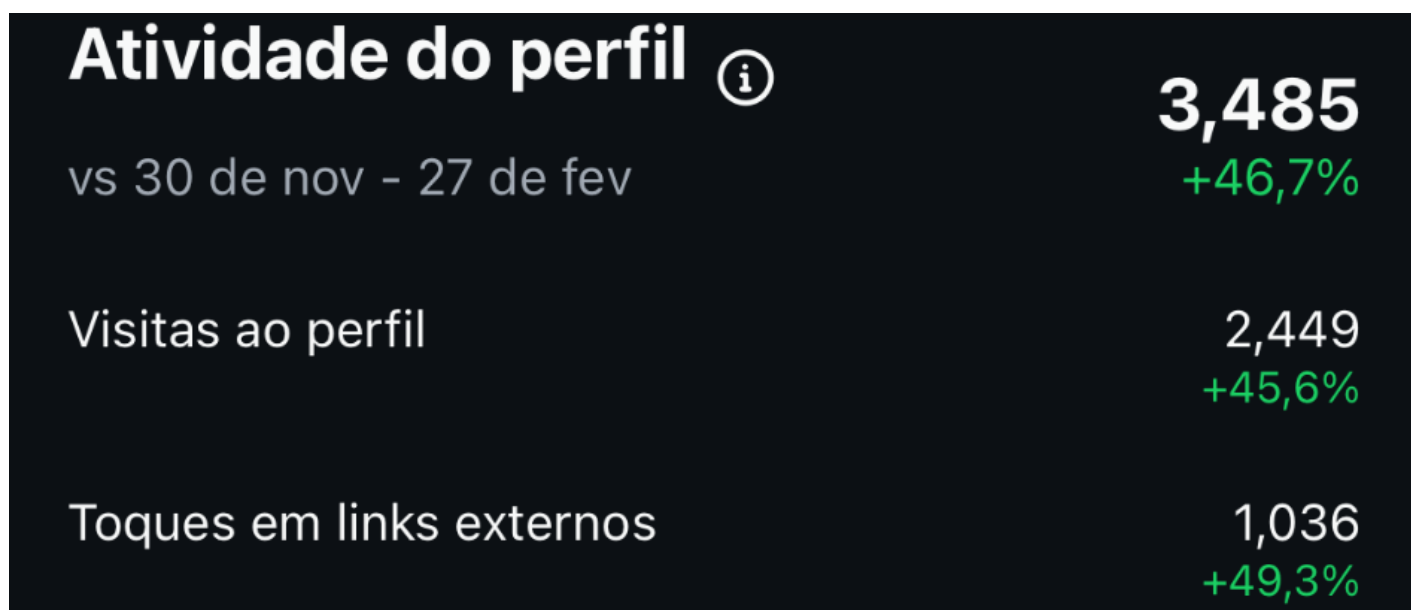 Atividade do perfil
3,485
vs 30 de nov - 27 de fev
+46,7%
Visitas ao perfil
2,449
+45,6%
Toques em links externos
1,036
+49,3%